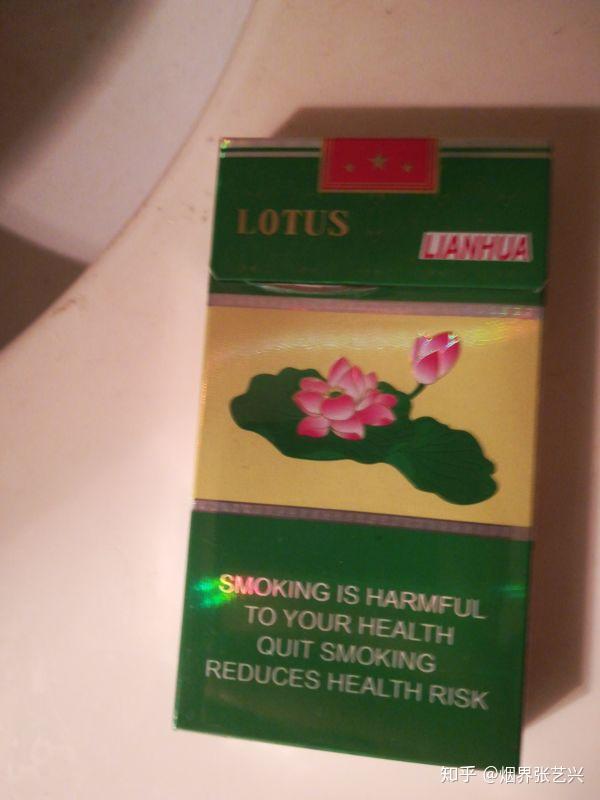 LOTUS
LIANHUA
SMOKING IS HARMFUL
TO YOUR HEALTH
QUIT SMOKING
REDUCES HEALTH RISK
知乎 @烟界张艺兴